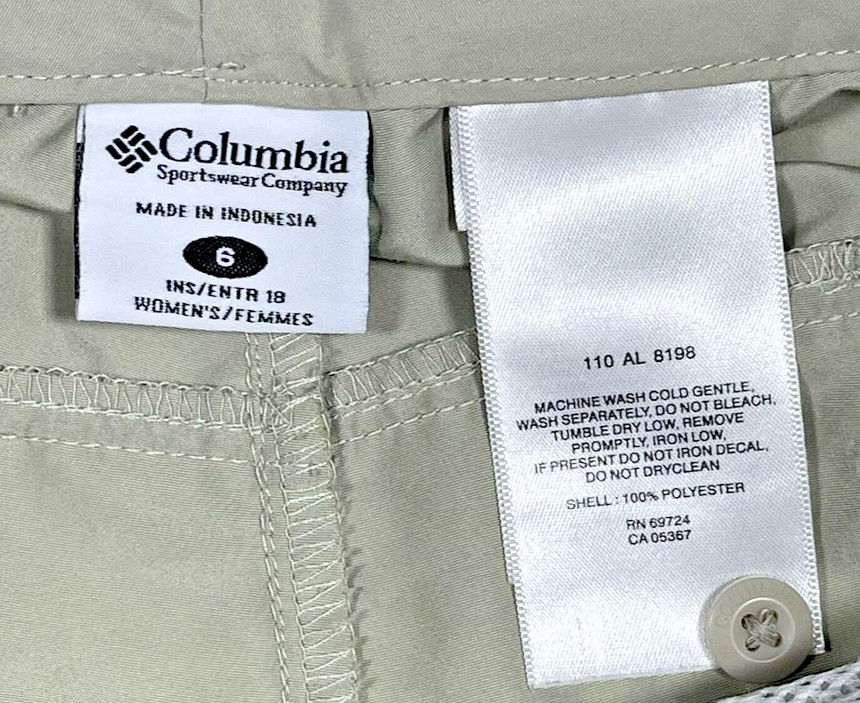 Columbia
Sportswear Company
MADE IN INDONESIA
6
INS/ENTR 18
WOMEN'S/FEMMES
110 AL 8198
MACHINE WASH COLD GENTLE,
WASH SEPARATELY, DO NOT BLEACH,
TUMBLE DRY LOW, REMOVE
PROMPTLY, IRON LOW,
IF PRESENT DO NOT IRON DECAL,
DO NOT DRYCLEAN
SHELL : 100% POLYESTER
RN 69724
CA 05367